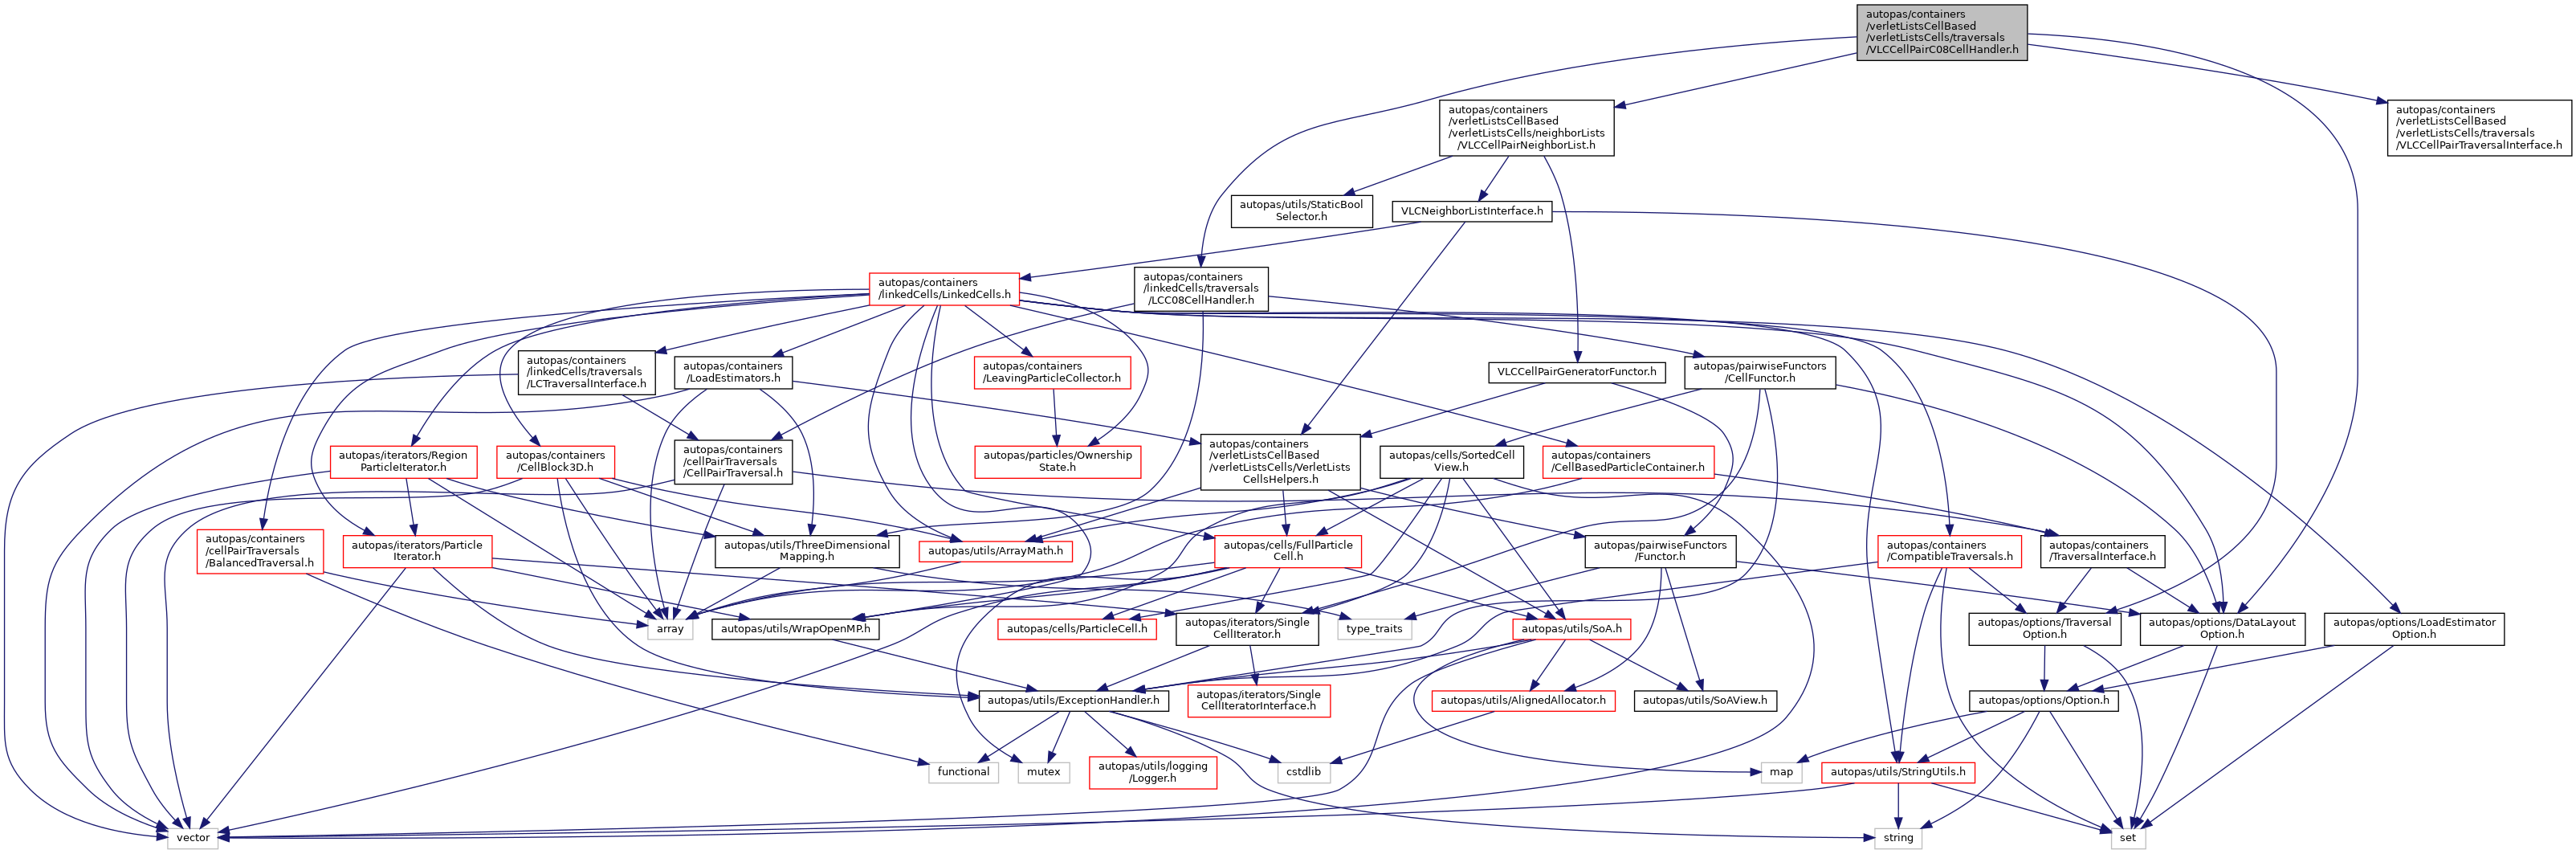 autopas/containers
/verletListsCellBased
/verletListsCells/traversals
/VLCCellPairC08CellHandler.h
autopas/containers
/verletListsCellBased
/verletListsCells/neighborLists
/VLCCellPairNeighborList.h
autopas/containers
/verletListsCellBased
/verletListsCells/traversals
/VLCCellPairTraversalInterface.h
autopas/utils/StaticBool
Selector.h
VLCNeighborListInterface.h
autopas/containers
/linkedCells/LinkedCells.h
autopas/containers
/linkedCells/traversals
/LCC08CellHandler.h
autopas/containers
/linkedCells/traversals
/LCTraversalInterface.h
autopas/containers
/LoadEstimators.h
autopas/containers
/LeavingParticleCollector.h
VLCCellPairGeneratorFunctor.h
autopas/pairwiseFunctors
/CellFunctor.h
autopas/iterators/Region
ParticleIterator.h
autopas/containers
/CellBlock3D.h
autopas/containers
/cellPairTraversals
/CellPairTraversal.h
autopas/particles/Ownership
State.h
autopas/containers
/verletListsCellBased
/verletListsCells/VerletLists
CellsHelpers.h
autopas/cells/SortedCell
View.h
autopas/containers
/CellBasedParticleContainer.h
autopas/containers
/cellPairTraversals
/BalancedTraversal.h
autopas/iterators/Particle
Iterator.h
autopas/utils/ThreeDimensional
Mapping.h
autopas/utils/ArrayMath.h
autopas/cells/FullParticle
Cell.h
autopas/pairwiseFunctors
/Functor.h
autopas/containers
/CompatibleTraversals.h
autopas/containers
/TraversalInterface.h
array
autopas/utils/WrapOpenMP.h
autopas/cells/ParticleCell.h
autopas/iterators/Single
CellIterator.h
type_traits
autopas/utils/SoA.h
autopas/options/Traversal
Option.h
autopas/options/DataLayout
Option.h
autopas/options/LoadEstimator
Option.h
autopas/utils/ExceptionHandler.h
autopas/iterators/Single
CellIteratorInterface.h
autopas/utils/AlignedAllocator.h
autopas/utils/SoAView.h
autopas/options/Option.h
functional
mutex
autopas/utils/logging
/Logger.h
cstdlib
map
autopas/utils/StringUtils.h
vector
string
set